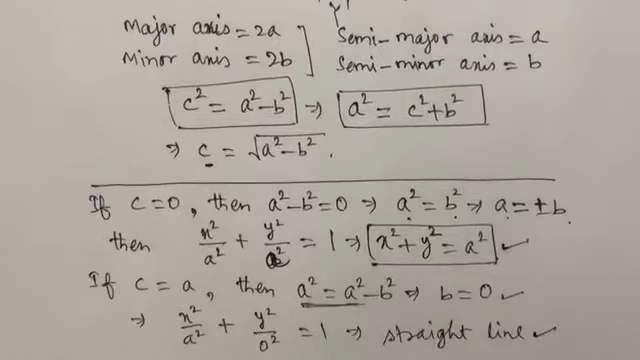 Major axis = 2a
Minor axis = 2b
Semi-major axis = a
Semi-minor axis = b
c² = a² - b² ⇒ a² = c² + b²
⇒ c = √a² - b².
If c = 0, then a² - b² = 0 ⇒ a² = b² ⇒ a = ± b
then x²/a² + y²/a² = 1 ⇒ x² + y² = a² ✓
If c = a, then a² = a² - b² ⇒ b = 0 ✓
⇒ x²/a² + y²/0² = 1 ⇒ straight line ✓